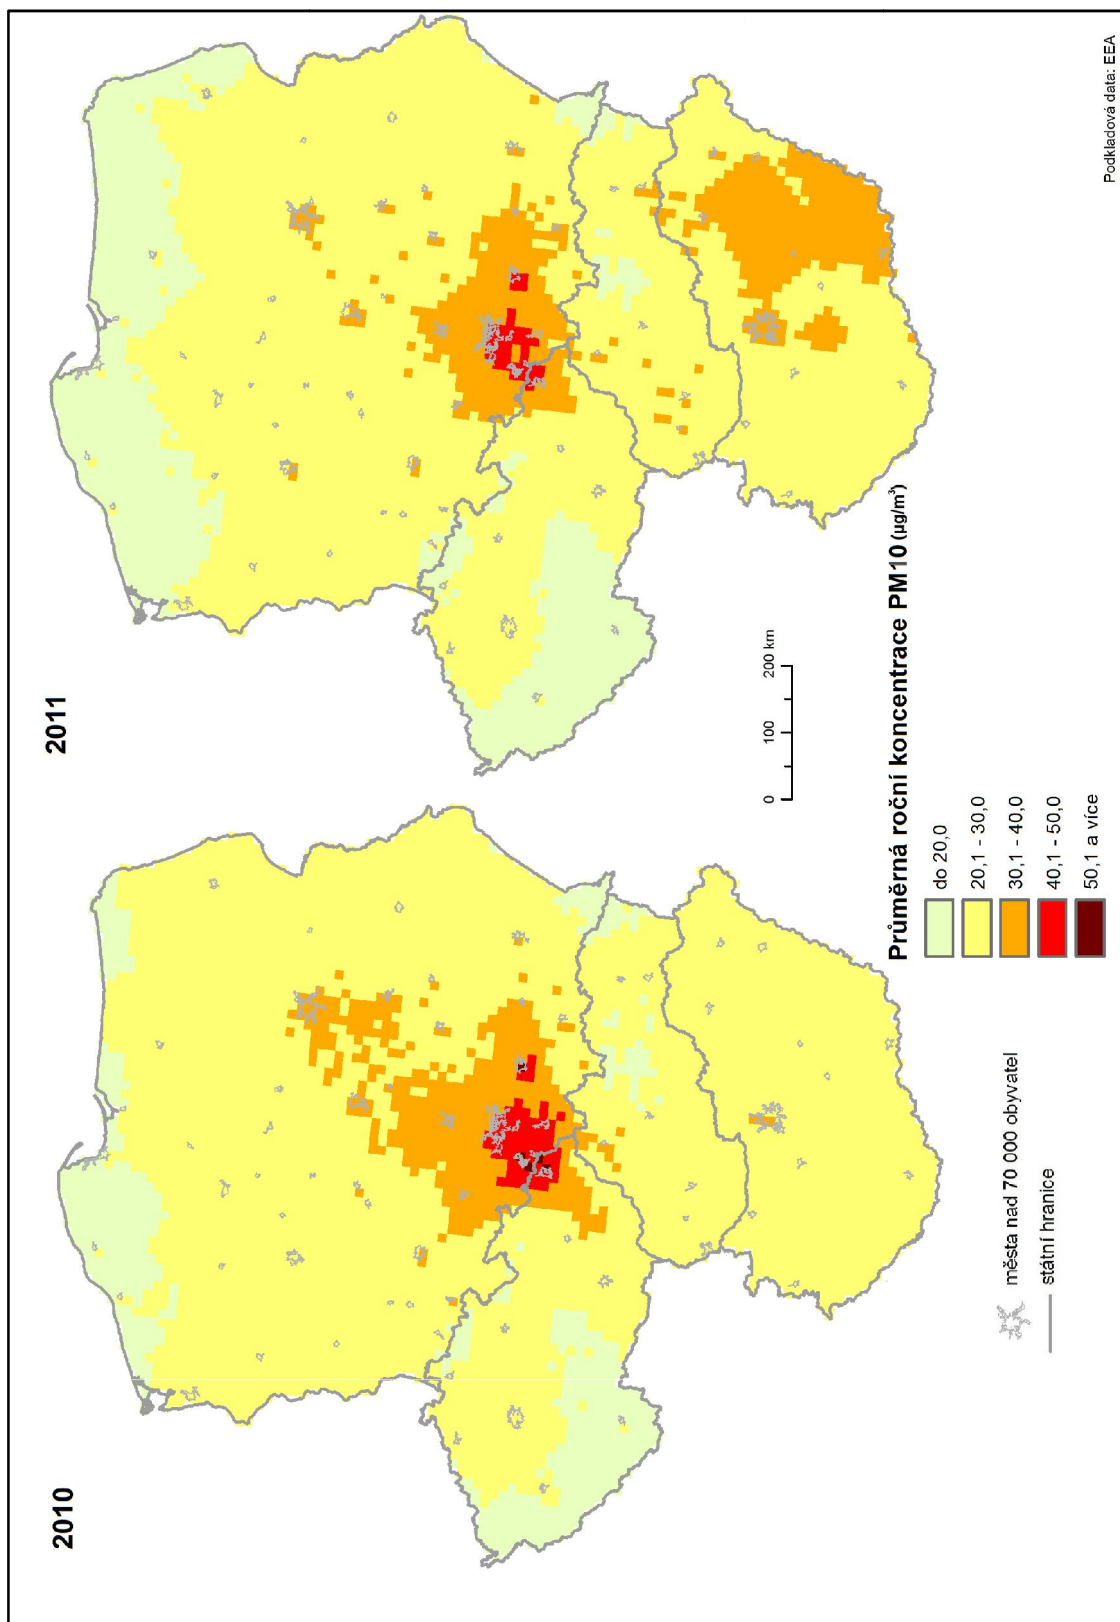 2010
2011
0 100 200 km
Průměrná roční koncentrace PM10 (µg/m³)
do 20,0
20,1 - 30,0
30,1 - 40,0
40,1 - 50,0
50,1 a více
města nad 70 000 obyvatel
státní hranice
Podkladová data: EEA